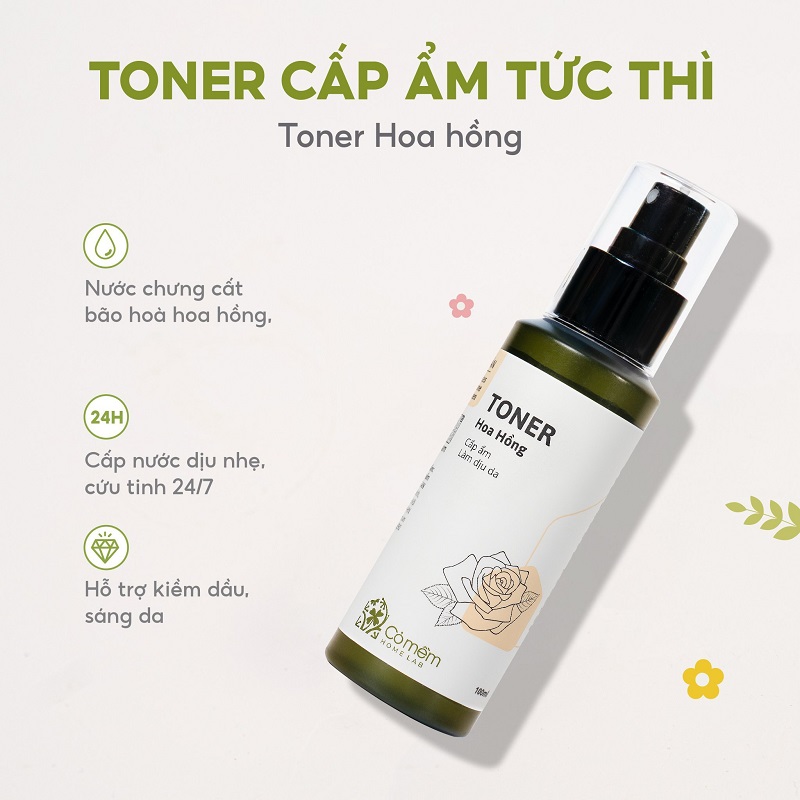 TONER CẤP ẨM TỨC THÌ
Toner Hoa hồng
Nước chưng cất
bão hoà hoa hồng,
24H
Cấp nước dịu nhẹ,
cứu tinh 24/7
Hỗ trợ kiềm dầu,
sáng da
TONER
Hoa Hồng
Cấp ẩm
Làm dịu da
Cỏ mềm
HOME LAB
100ml